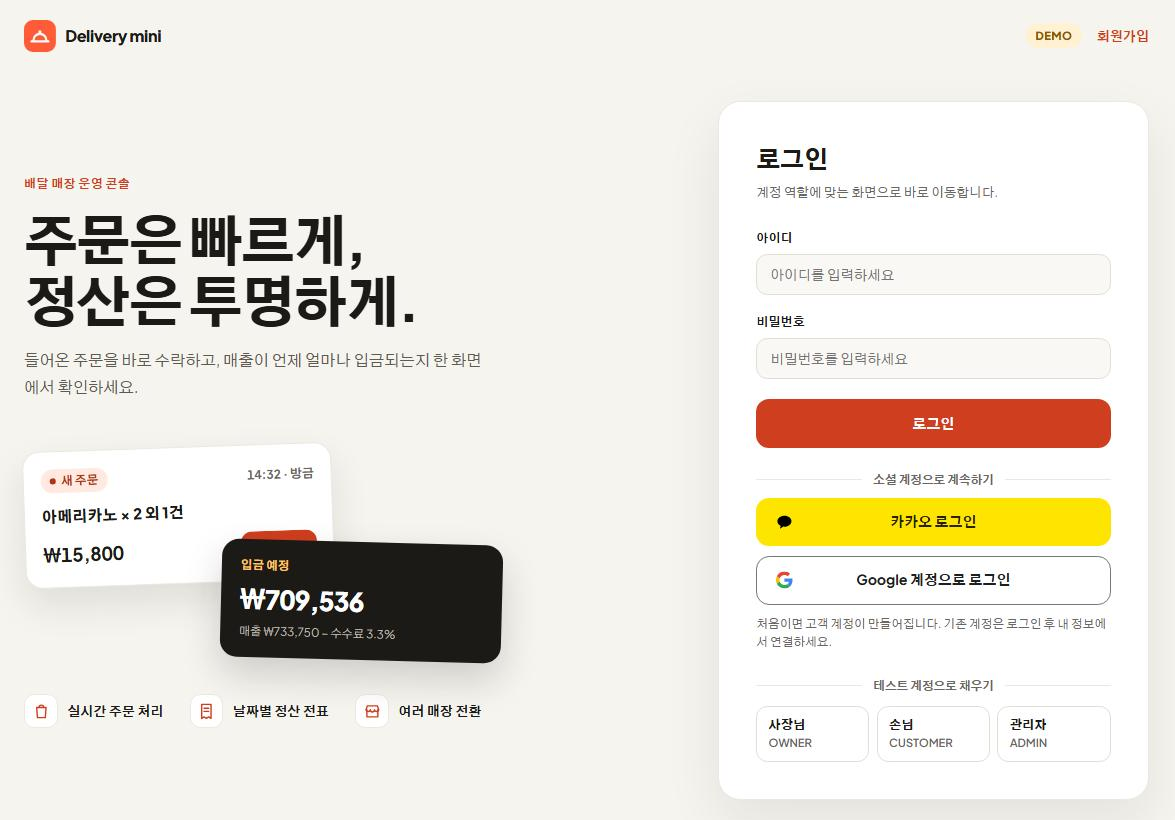 Delivery mini
DEMO
회원가입
배달 매장 운영 콘솔
주문은 빠르게,
정산은 투명하게.
들어온 주문을 바로 수락하고, 매출이 언제 얼마나 입금되는지 한 화면
에서 확인하세요.
새 주문
14:32 · 방금
아메리카노 × 2 외 1건
₩15,800
입금 예정
₩709,536
매출 ₩733,750 − 수수료 3.3%
실시간 주문 처리
날짜별 정산 전표
여러 매장 전환
로그인
계정 역할에 맞는 화면으로 바로 이동합니다.
아이디
아이디를 입력하세요
비밀번호
비밀번호를 입력하세요
로그인
소셜 계정으로 계속하기
카카오 로그인
Google 계정으로 로그인
처음이면 고객 계정이 만들어집니다. 기존 계정은 로그인 후 내 정보에
서 연결하세요.
테스트 계정으로 채우기
사장님
OWNER
손님
CUSTOMER
관리자
ADMIN